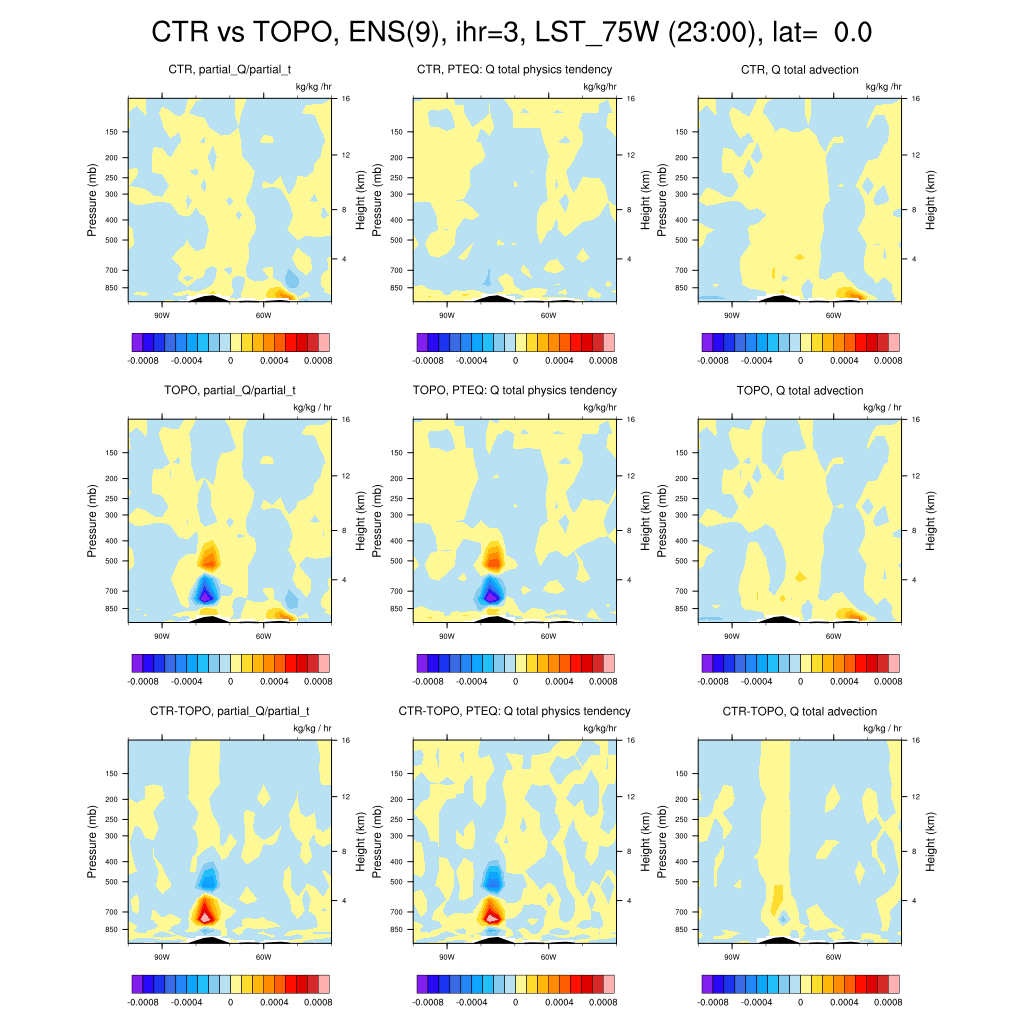 CTR vs TOPO, ENS(9), ihr=3, LST_75W (23:00), lat= 0.0
CTR, partial_Q/partial_t
kg/kg /hr
Pressure (mb)
150
200
250
300
400
500
700
850
16
12
8
4
Height (km)
90W 60W
-0.0008 -0.0004 0 0.0004 0.0008
CTR, PTEQ: Q total physics tendency
kg/kg/hr
Pressure (mb)
150
200
250
300
400
500
700
850
16
12
8
4
Height (km)
90W 60W
-0.0008 -0.0004 0 0.0004 0.0008
CTR, Q total advection
kg/kg/hr
Pressure (mb)
150
200
250
300
400
500
700
850
16
12
8
4
Height (km)
90W 60W
-0.0008 -0.0004 0 0.0004 0.0008
TOPO, partial_Q/partial_t
kg/kg / hr
Pressure (mb)
150
200
250
300
400
500
700
850
16
12
8
4
Height (km)
90W 60W
-0.0008 -0.0004 0 0.0004 0.0008
TOPO, PTEQ: Q total physics tendency
kg/kg/hr
Pressure (mb)
150
200
250
300
400
500
700
850
16
12
8
4
Height (km)
90W 60W
-0.0008 -0.0004 0 0.0004 0.0008
TOPO, Q total advection
kg/kg / hr
Pressure (mb)
150
200
250
300
400
500
700
850
16
12
8
4
Height (km)
90W 60W
-0.0008 -0.0004 0 0.0004 0.0008
CTR-TOPO, partial_Q/partial_t
kg/kg / hr
Pressure (mb)
150
200
250
300
400
500
700
850
16
12
8
4
Height (km)
90W 60W
-0.0008 -0.0004 0 0.0004 0.0008
CTR-TOPO, PTEQ: Q total physics tendency
kg/kg/hr
Pressure (mb)
150
200
250
300
400
500
700
850
16
12
8
4
Height (km)
90W 60W
-0.0008 -0.0004 0 0.0004 0.0008
CTR-TOPO, Q total advection
kg/kg / hr
Pressure (mb)
150
200
250
300
400
500
700
850
16
12
8
4
Height (km)
90W 60W
-0.0008 -0.0004 0 0.0004 0.0008